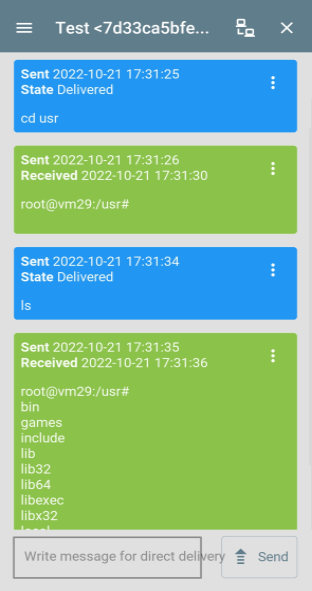 Test <7d33ca5bfe...
Sent 2022-10-21 17:31:25
State Delivered
cd usr
Sent 2022-10-21 17:31:26
Received 2022-10-21 17:31:30
root@vm29:/usr#
Sent 2022-10-21 17:31:34
State Delivered
ls
Sent 2022-10-21 17:31:35
Received 2022-10-21 17:31:36
root@vm29:/usr#
bin
games
include
lib
lib32
lib64
libexec
libx32
local
Write message for direct delivery
Send